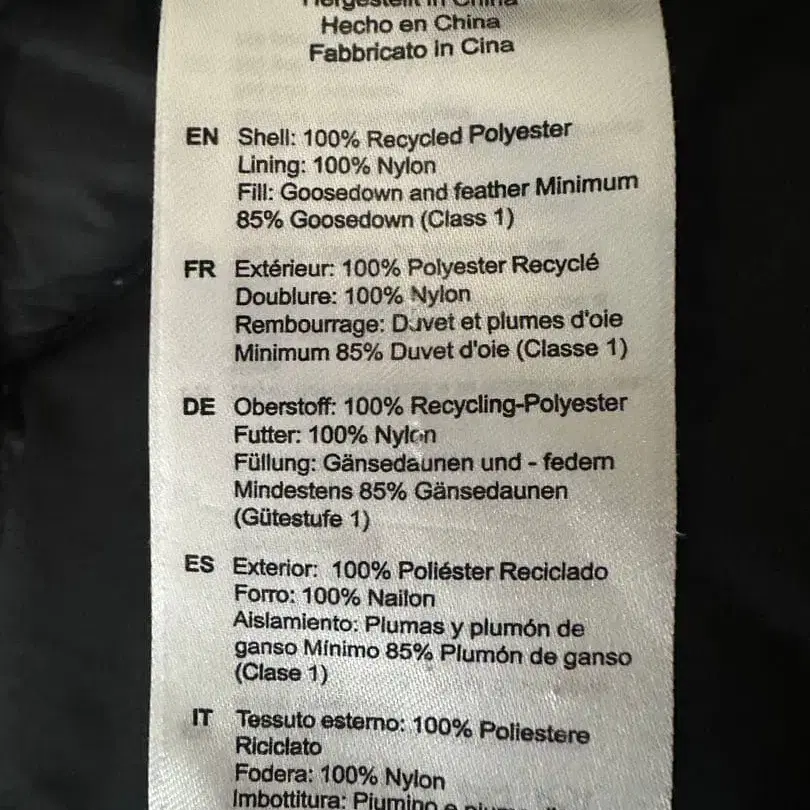 Hergestellt in China
Hecho en China
Fabbricato in Cina
EN Shell: 100% Recycled Polyester
Lining: 100% Nylon
Fill: Goosedown and feather Minimum
85% Goosedown (Class 1)
FR Extérieur: 100% Polyester Recyclé
Doublure: 100% Nylon
Rembourrage: Duvet et plumes d'oie
Minimum 85% Duvet d'oie (Classe 1)
DE Oberstoff: 100% Recycling-Polyester
Futter: 100% Nylon
Füllung: Gänsedaunen und - federn
Mindestens 85% Gänsedaunen
(Gütestufe 1)
ES Exterior: 100% Poliéster Reciclado
Forro: 100% Nailon
Aislamiento: Plumas y plumón de
ganso Mínimo 85% Plumón de ganso
(Clase 1)
IT Tessuto esterno: 100% Poliestere
Riciclato
Fodera: 100% Nylon
Imbottitura: Piumino e